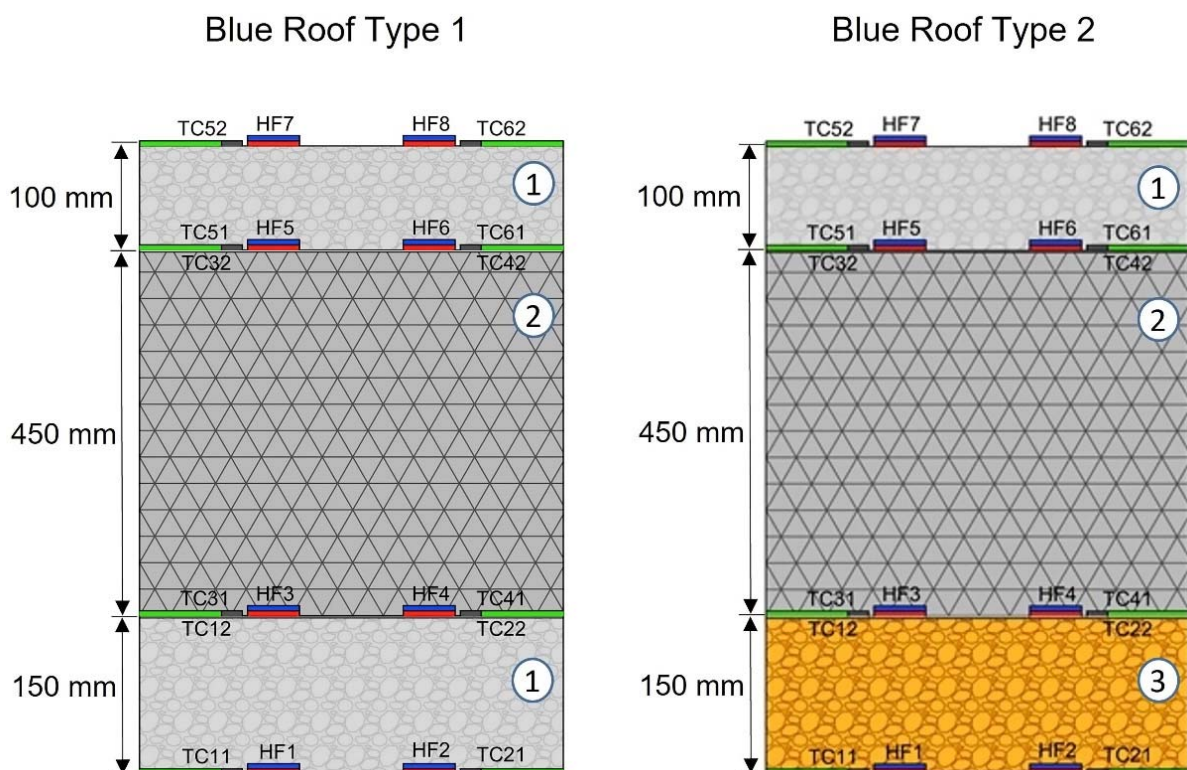 Blue Roof Type 1
Blue Roof Type 2
TC52 HF7 HF8 TC62
100 mm
1
TC51 HF5 HF6 TC61
TC32 TC42
2
450 mm
TC31 HF3 HF4 TC41
TC12 TC22
150 mm
1
TC11 HF1 HF2 TC21
TC52 HF7 HF8 TC62
100 mm
1
TC51 HF5 HF6 TC61
TC32 TC42
2
450 mm
TC31 HF3 HF4 TC41
TC12 TC22
150 mm
3
TC11 HF1 HF2 TC21